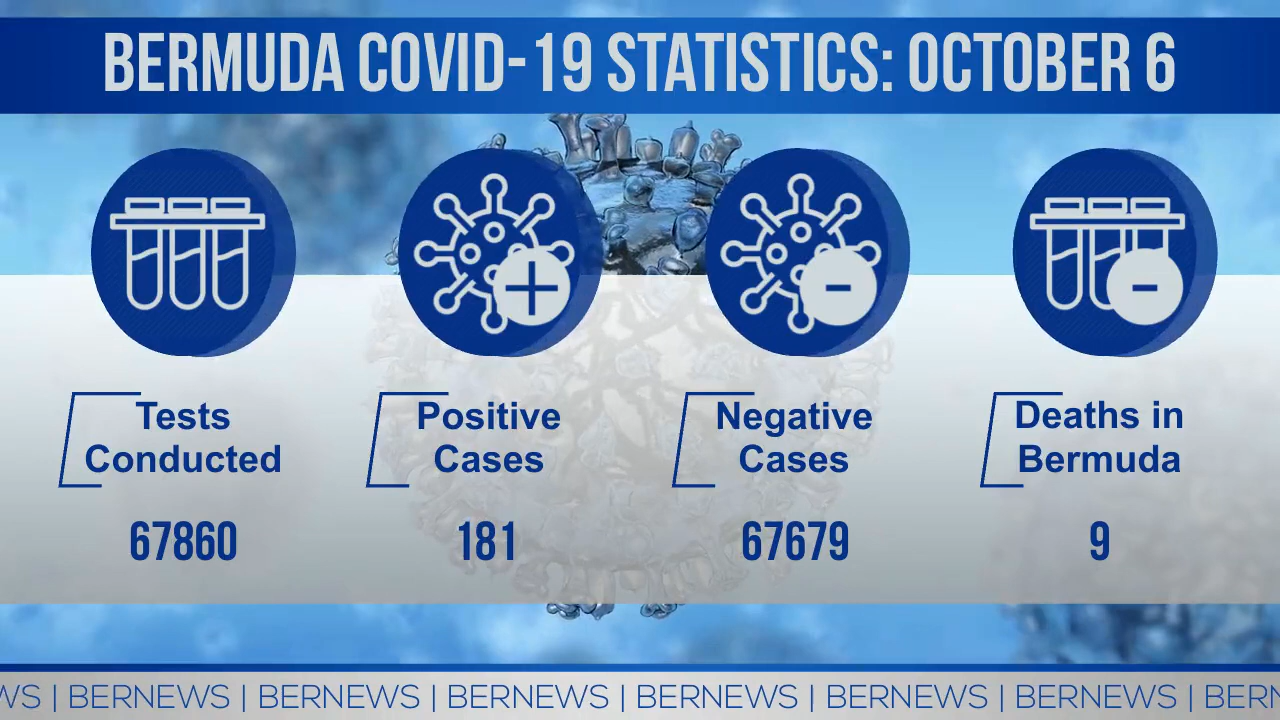 BERMUDA COVID-19 STATISTICS: OCTOBER 6
Tests
Conducted
67860
Positive
Cases
181
Negative
Cases
67679
Deaths in
Bermuda
9
WS | BERNEWS | BERNEWS | BERNEWS | BERNEWS | BERNEWS | BERNEWS | BERN